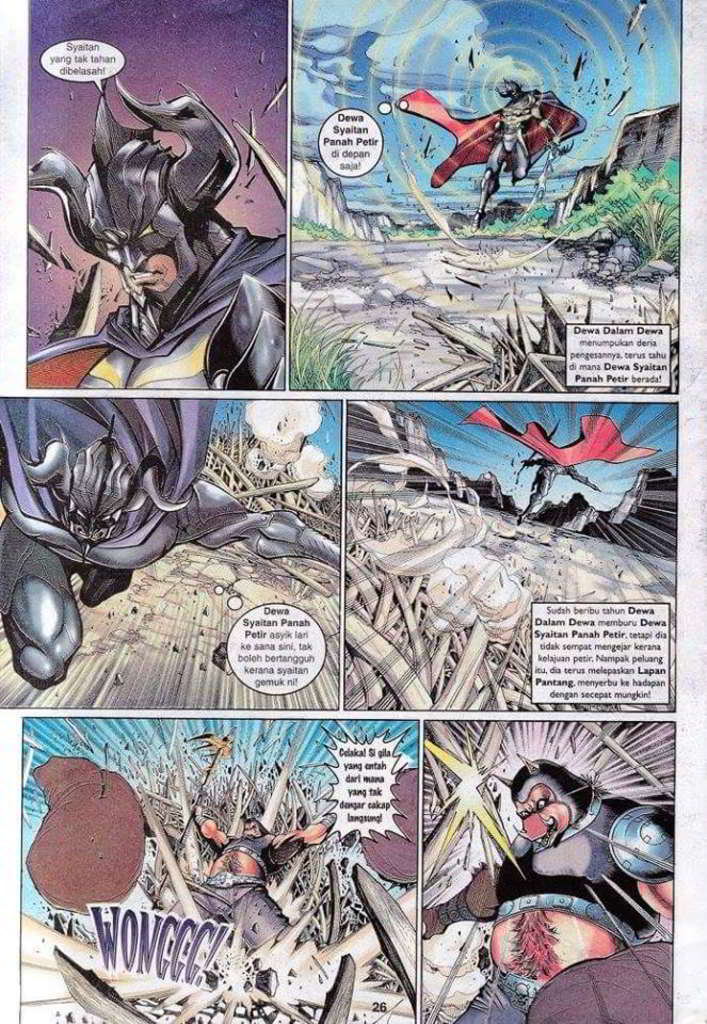 Syaitan
yang tak tahan
dibelasah!
Dewa
Syaitan
Panah Petir
di depan
saja!
Dewa Dalam Dewa
menumpukan deria
pengesannya, terus tahu
di mana Dewa Syaitan
Panah Petir berada!
Dewa
Syaitan Panah
Petir asyik lari
ke sana sini, tak
boleh bertangguh
kerana syaitan
gemuk ni!
Sudah beribu tahun Dewa
Dalam Dewa memburu Dewa
Syaitan Panah Petir, tetapi dia
tidak sempat mengejar kerana
kelajuan petir. Nampak peluang
itu, dia terus melepaskan Lapan
Pantang, menyerbu ke hadapan
dengan secepat mungkin!
Celaka! Si gila
yang entah
dari mana
yang tak
dengar cakap
langsung!
WONGGG!
26